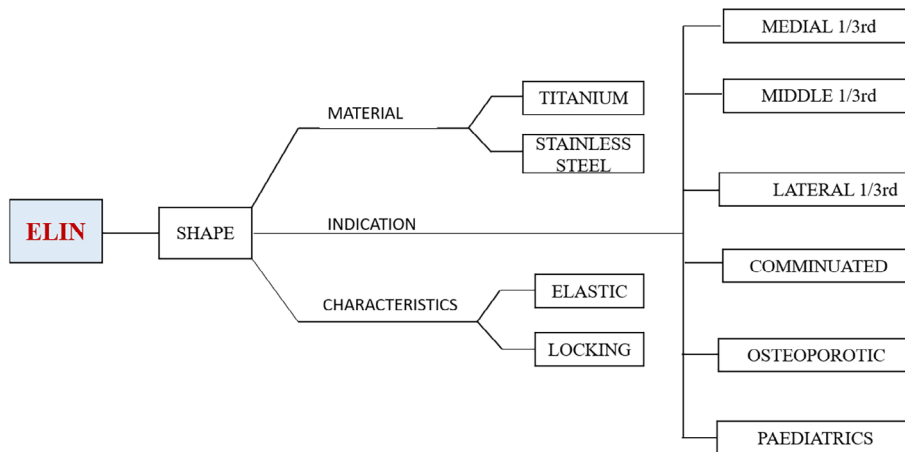 MEDIAL 1/3rd
TITANIUM
MIDDLE 1/3rd
MATERIAL
STAINLESS
STEEL
LATERAL 1/3rd
ELIN
SHAPE
INDICATION
COMMINUATED
ELASTIC
CHARACTERISTICS
LOCKING
OSTEOPOROTIC
PAEDIATRICS